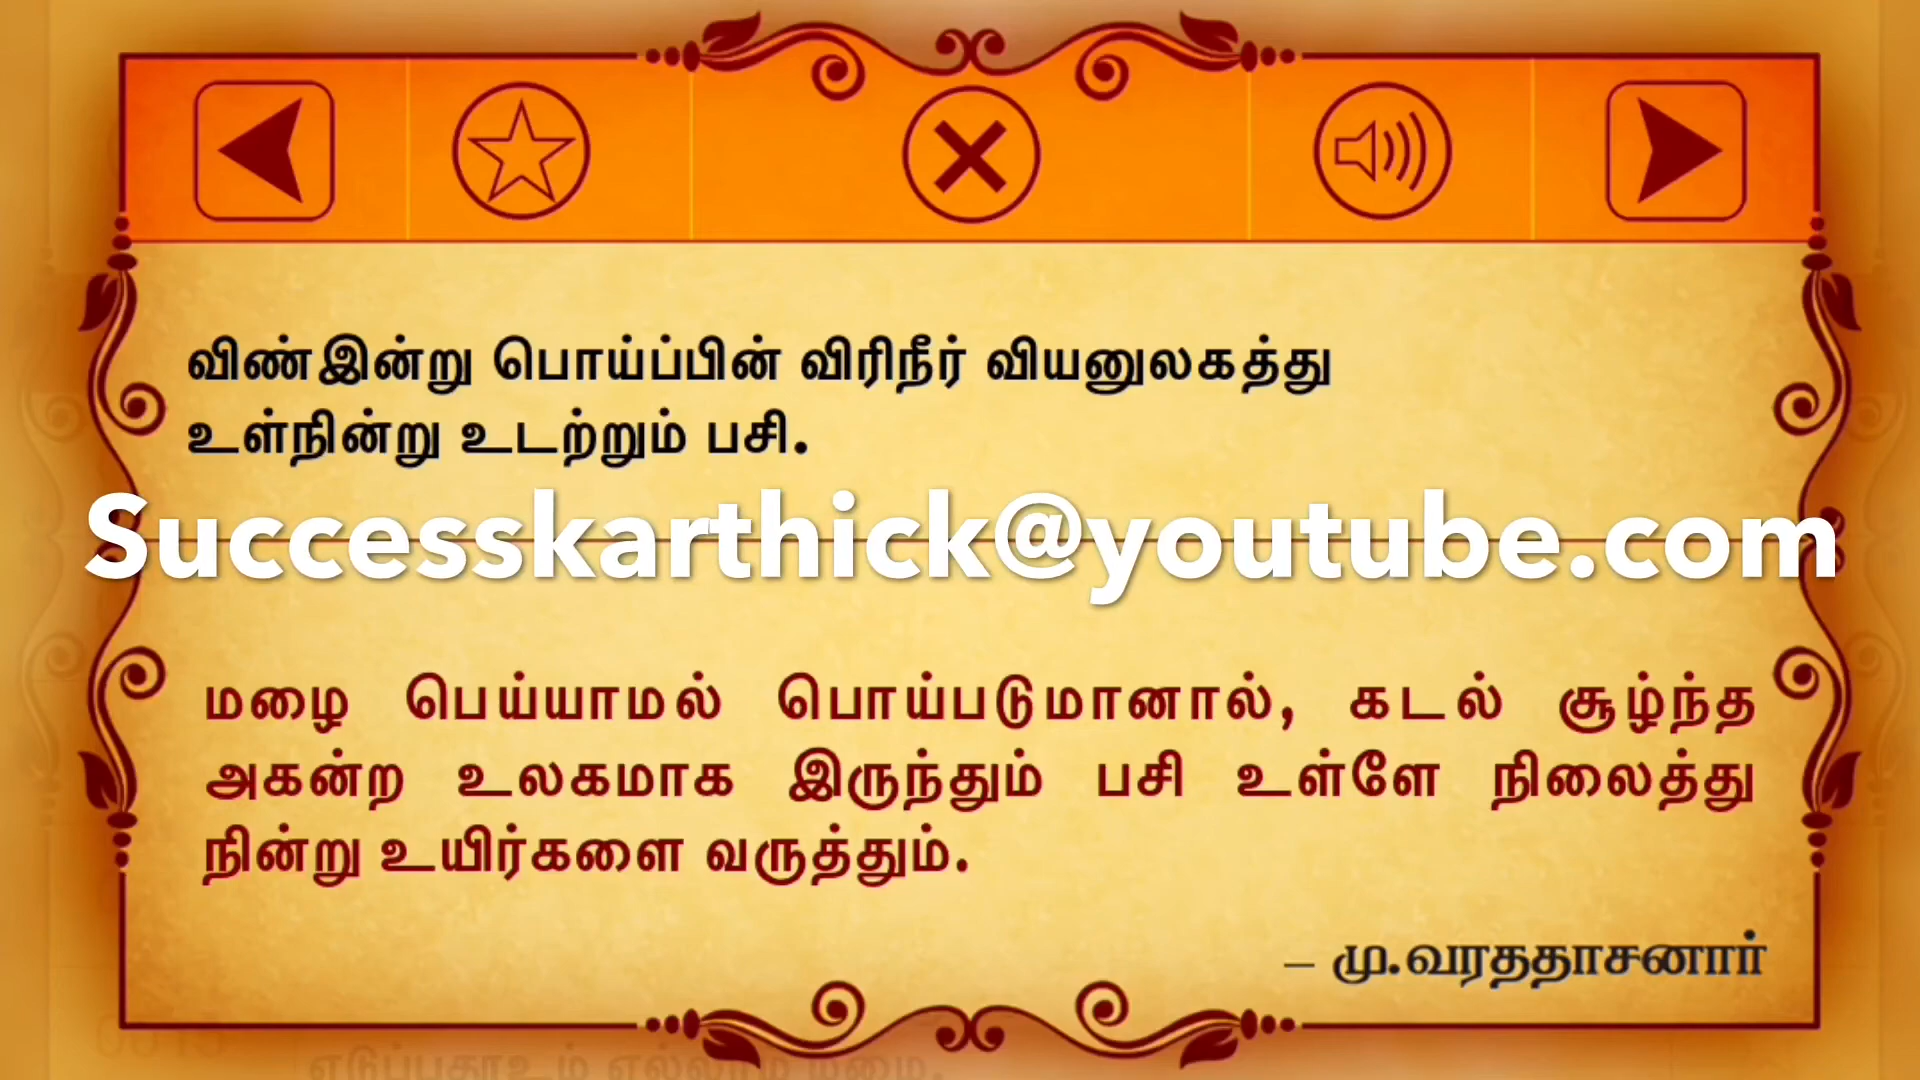 விண்இன்று பொய்ப்பின் விரிநீர் வியனுலகத்து
உள்நின்று உடற்றும் பசி.
Successkarthick@youtube.com
மழை பெய்யாமல் பொய்படுமானால், கடல் சூழ்ந்த
அகன்ற உலகமாக இருந்தும் பசி உள்ளே நிலைத்து
நின்று உயிர்களை வருத்தும்.
– மு.வரததாசனார்